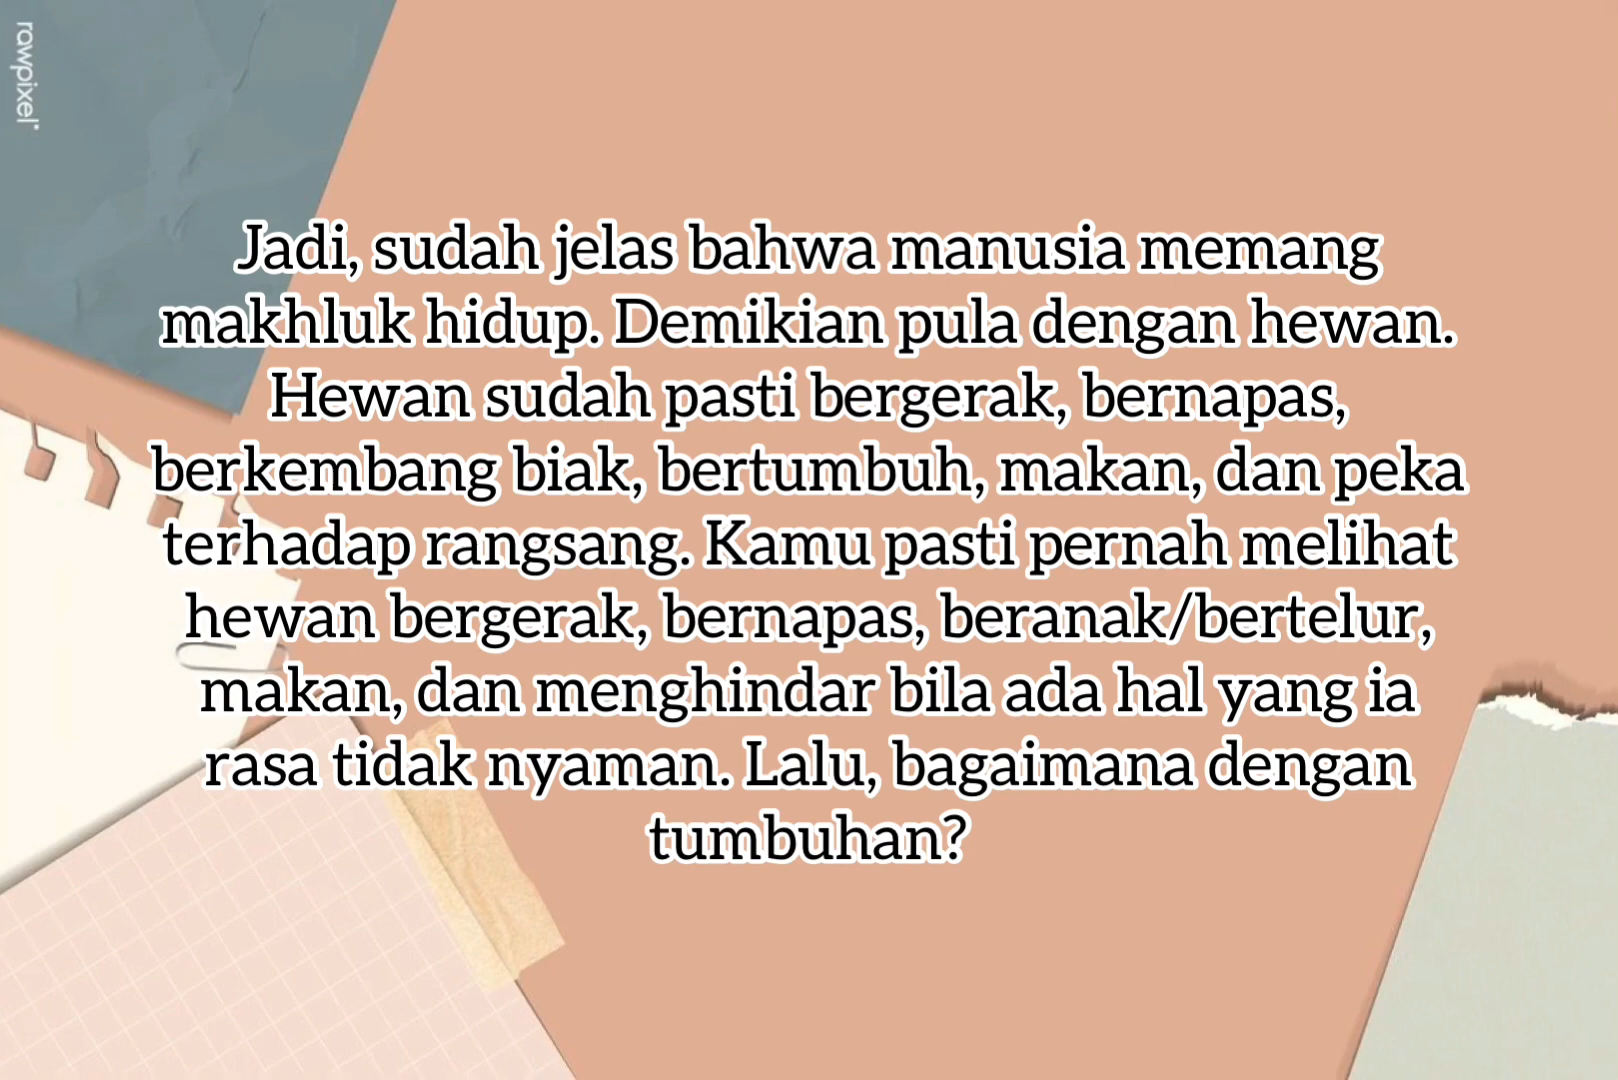 rawpixel
Jadi, sudah jelas bahwa manusia memang
makhluk hidup. Demikian pula dengan hewan.
Hewan sudah pasti bergerak, bernapas,
berkembang biak, bertumbuh, makan, dan peka
terhadap rangsang. Kamu pasti pernah melihat
hewan bergerak, bernapas, beranak/bertelur,
makan, dan menghindar bila ada hal yang ia
rasa tidak nyaman. Lalu, bagaimana dengan
tumbuhan?